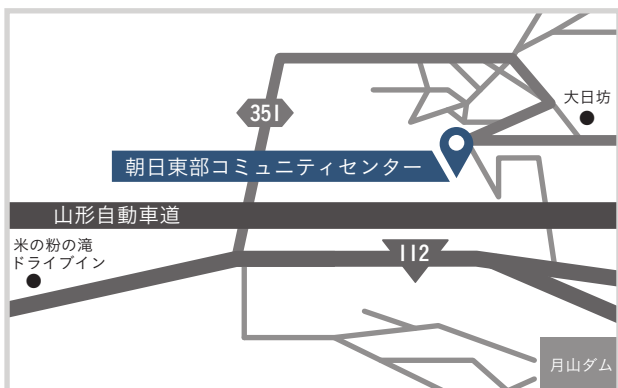 大日坊
351
朝日東部コミュニティセンター
山形自動車道
米の粉の滝
ドライブイン
112
月山ダム